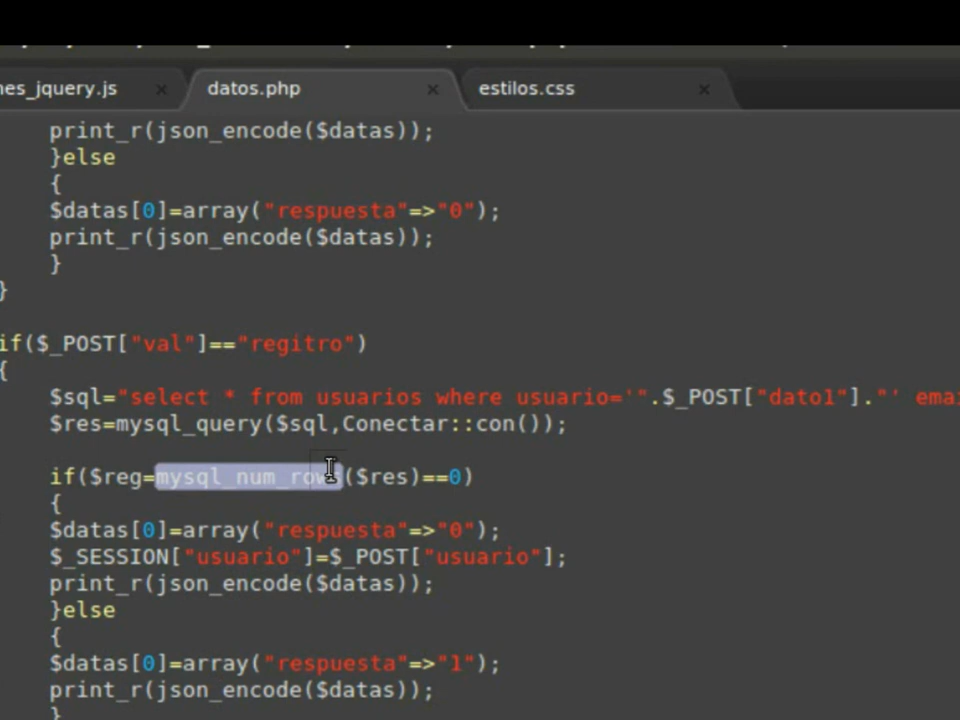 nes_jquery.js × datos.php × estilos.css ×
print_r(json_encode($datas));
}else
{
$datas[0]=array("respuesta"=>"0");
print_r(json_encode($datas));
}
}
if($_POST["val"]=="regitro")
{
$sql="select * from usuarios where usuario='".$_POST["dato1"]."' emai
$res=mysql_query($sql,Conectar::con());
if($reg=mysql_num_rows($res)==0)
{
$datas[0]=array("respuesta"=>"0");
$_SESSION["usuario"]=$_POST["usuario"];
print_r(json_encode($datas));
}else
{
$datas[0]=array("respuesta"=>"1");
print_r(json_encode($datas));
}